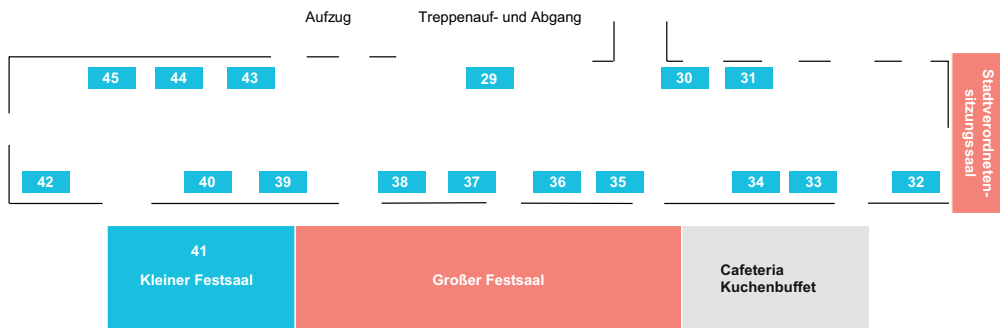 Aufzug
Treppenauf- und Abgang
45
44
43
29
30
31
Stadtverordneten-
sitzungssaal
42
40
39
38
37
36
35
34
33
32
41
Kleiner Festsaal
Großer Festsaal
Cafeteria
Kuchenbuffet